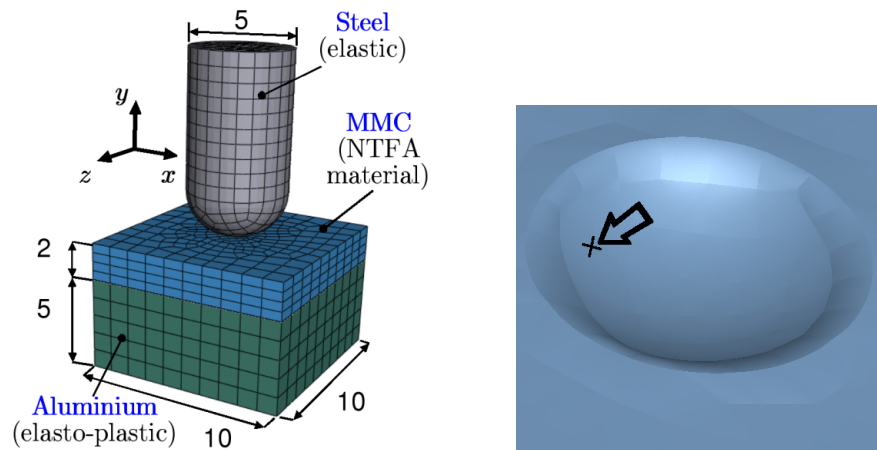 5
Steel
(elastic)
y
z
x
MMC
(NTFA
material)
2
5
Aluminium
(elasto-plastic)
10
10